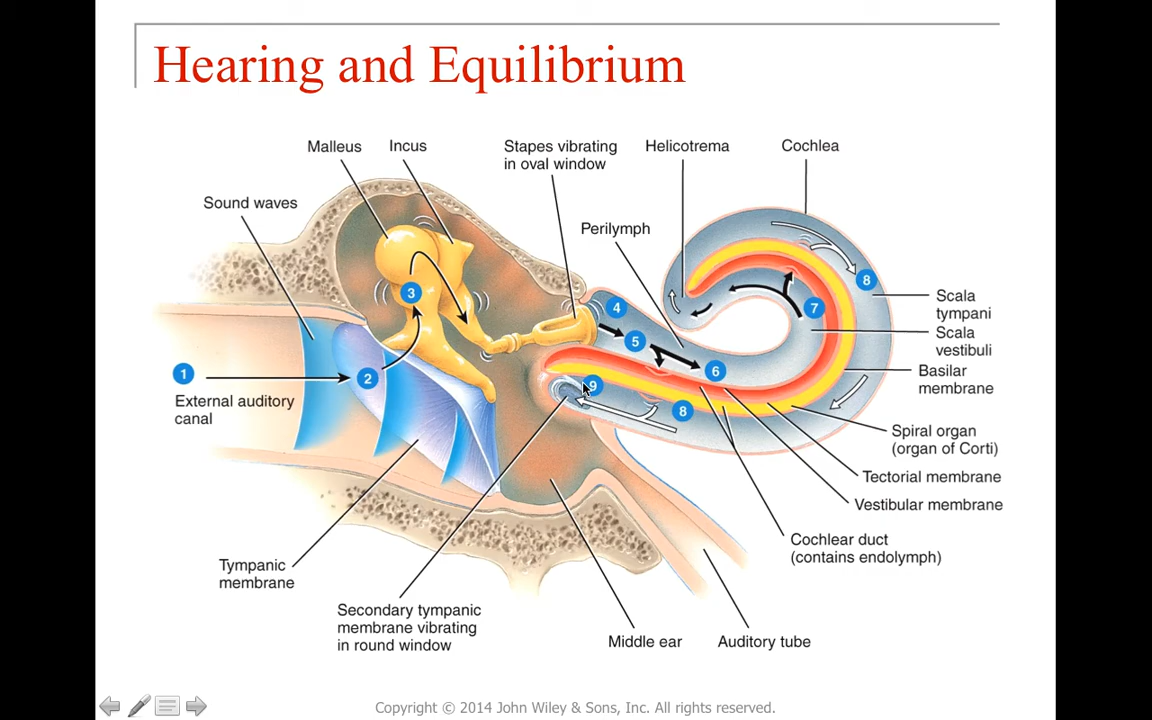 Hearing and Equilibrium
Malleus
Incus
Stapes vibrating
in oval window
Helicotrema
Cochlea
Sound waves
Perilymph
3
4
5
6
7
8
Scala
tympani
Scala
vestibuli
Basilar
membrane
1
2
9
8
External auditory
canal
Spiral organ
(organ of Corti)
Tectorial membrane
Vestibular membrane
Cochlear duct
(contains endolymph)
Tympanic
membrane
Secondary tympanic
membrane vibrating
in round window
Middle ear
Auditory tube
Copyright © 2014 John Wiley & Sons, Inc. All rights reserved.